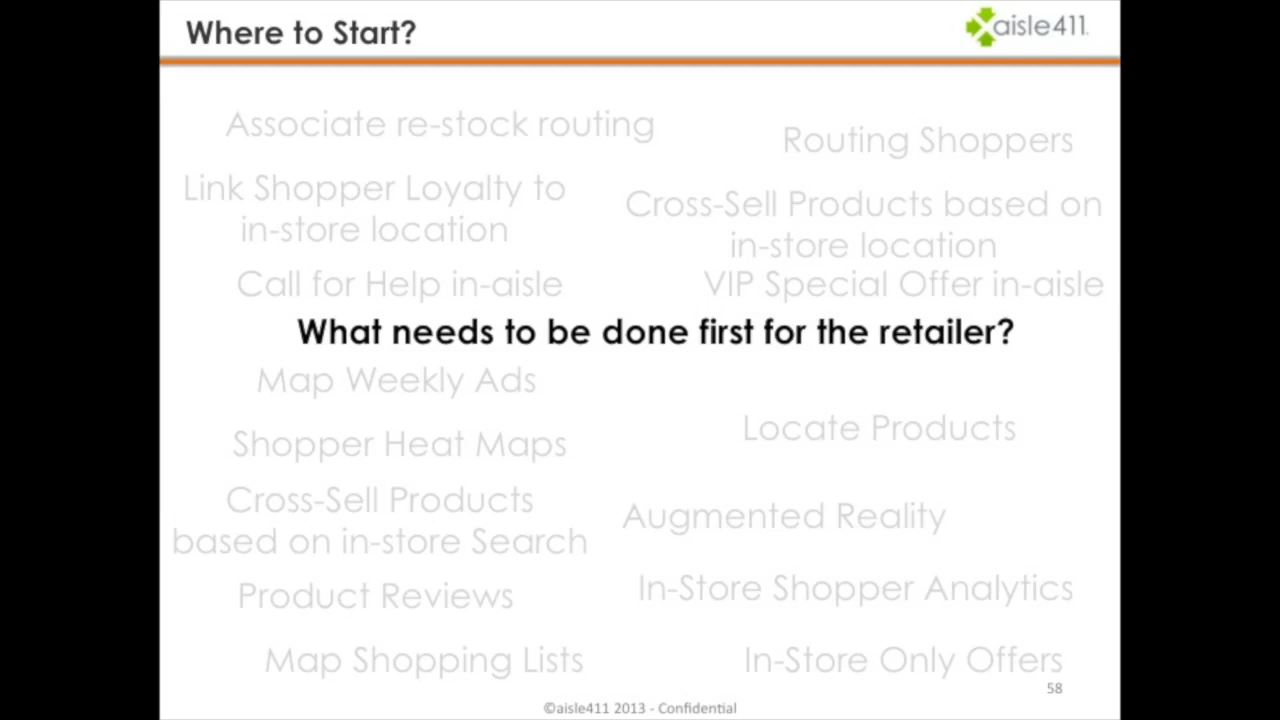 Where to Start?
aisle411
Associate re-stock routing
Routing Shoppers
Link Shopper Loyalty to
in-store location
Cross-Sell Products based on
in-store location
Call for Help in-aisle
VIP Special Offer in-aisle
What needs to be done first for the retailer?
Map Weekly Ads
Locate Products
Shopper Heat Maps
Cross-Sell Products
based on in-store Search
Augmented Reality
Product Reviews
In-Store Shopper Analytics
Map Shopping Lists
In-Store Only Offers
58
©aisle411 2013 - Confidential